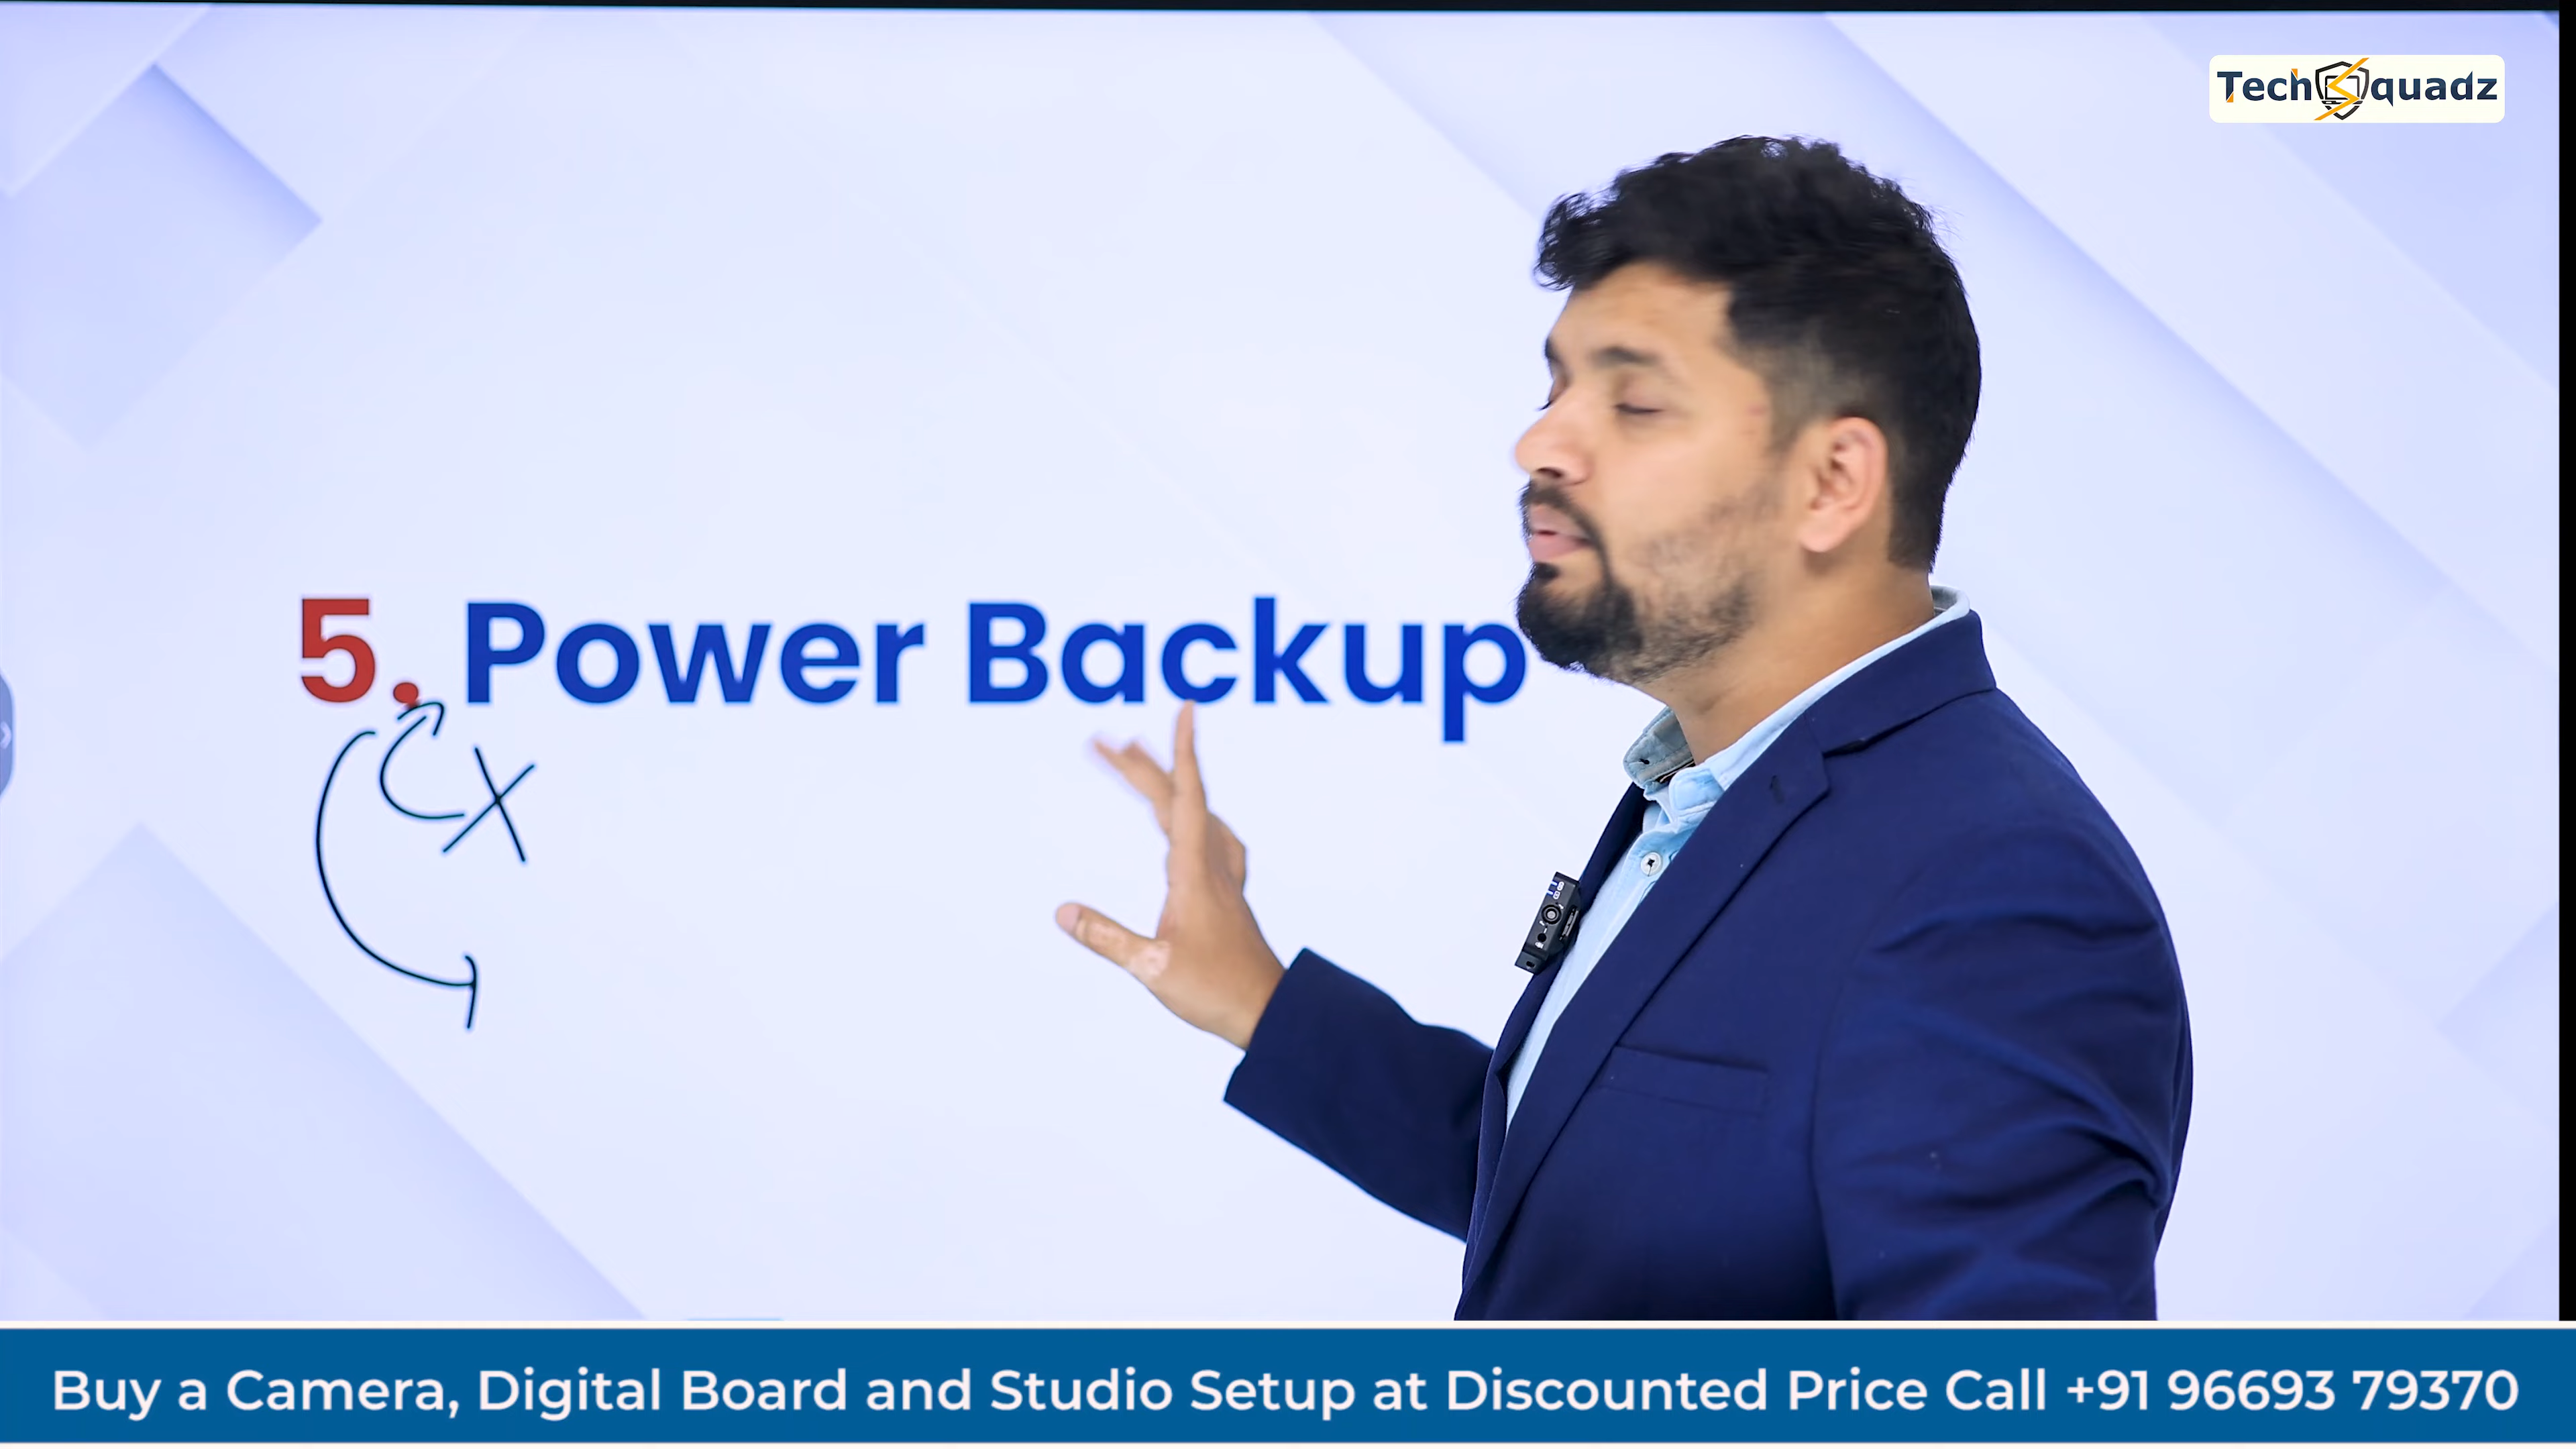 TechSquadz
5. Power Backup
X
Buy a Camera, Digital Board and Studio Setup at Discounted Price Call +91 96693 79370